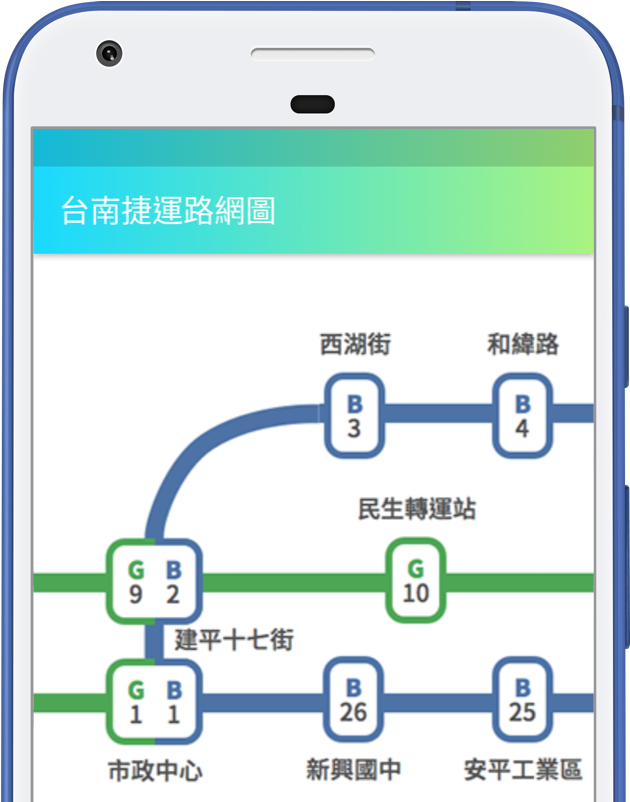 台南捷運路網圖
西湖街 和緯路
B B
3 4
民生轉運站
G B G
9 2 10
建平十七街
G B B B
1 1 26 25
市政中心 新興國中 安平工業區